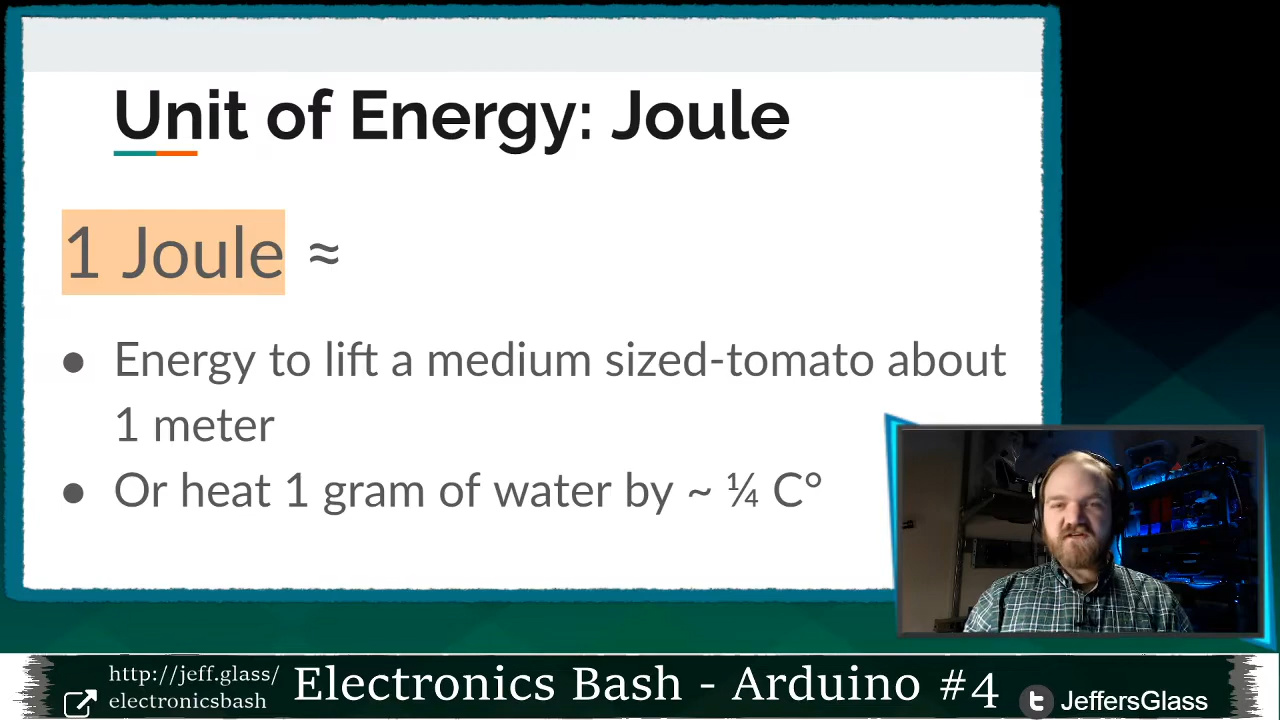 Unit of Energy: Joule
1 Joule ≈
● Energy to lift a medium sized-tomato about
1 meter
● Or heat 1 gram of water by ~ ¼ C°
http://jeff.glass/
electronicsbash
Electronics Bash - Arduino #4
JeffersGlass